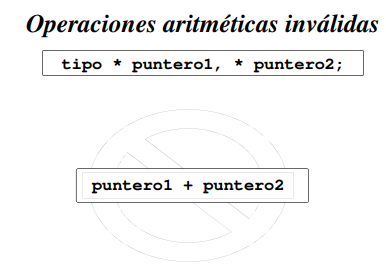 Operaciones aritméticas inválidas
tipo * puntero1, * puntero2;
puntero1 + puntero2